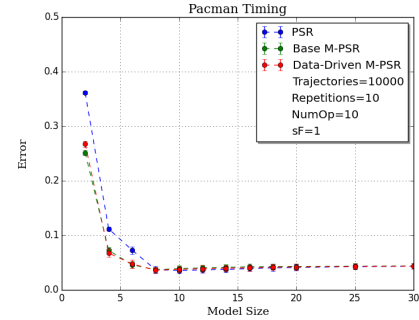 Pacman Timing
0.5
0.4
0.3
0.2
0.1
0.0
Error
PSR
Base M-PSR
Data-Driven M-PSR
Trajectories=10000
Repetitions=10
NumOp=10
sF=1
0 5 10 15 20 25 30
Model Size